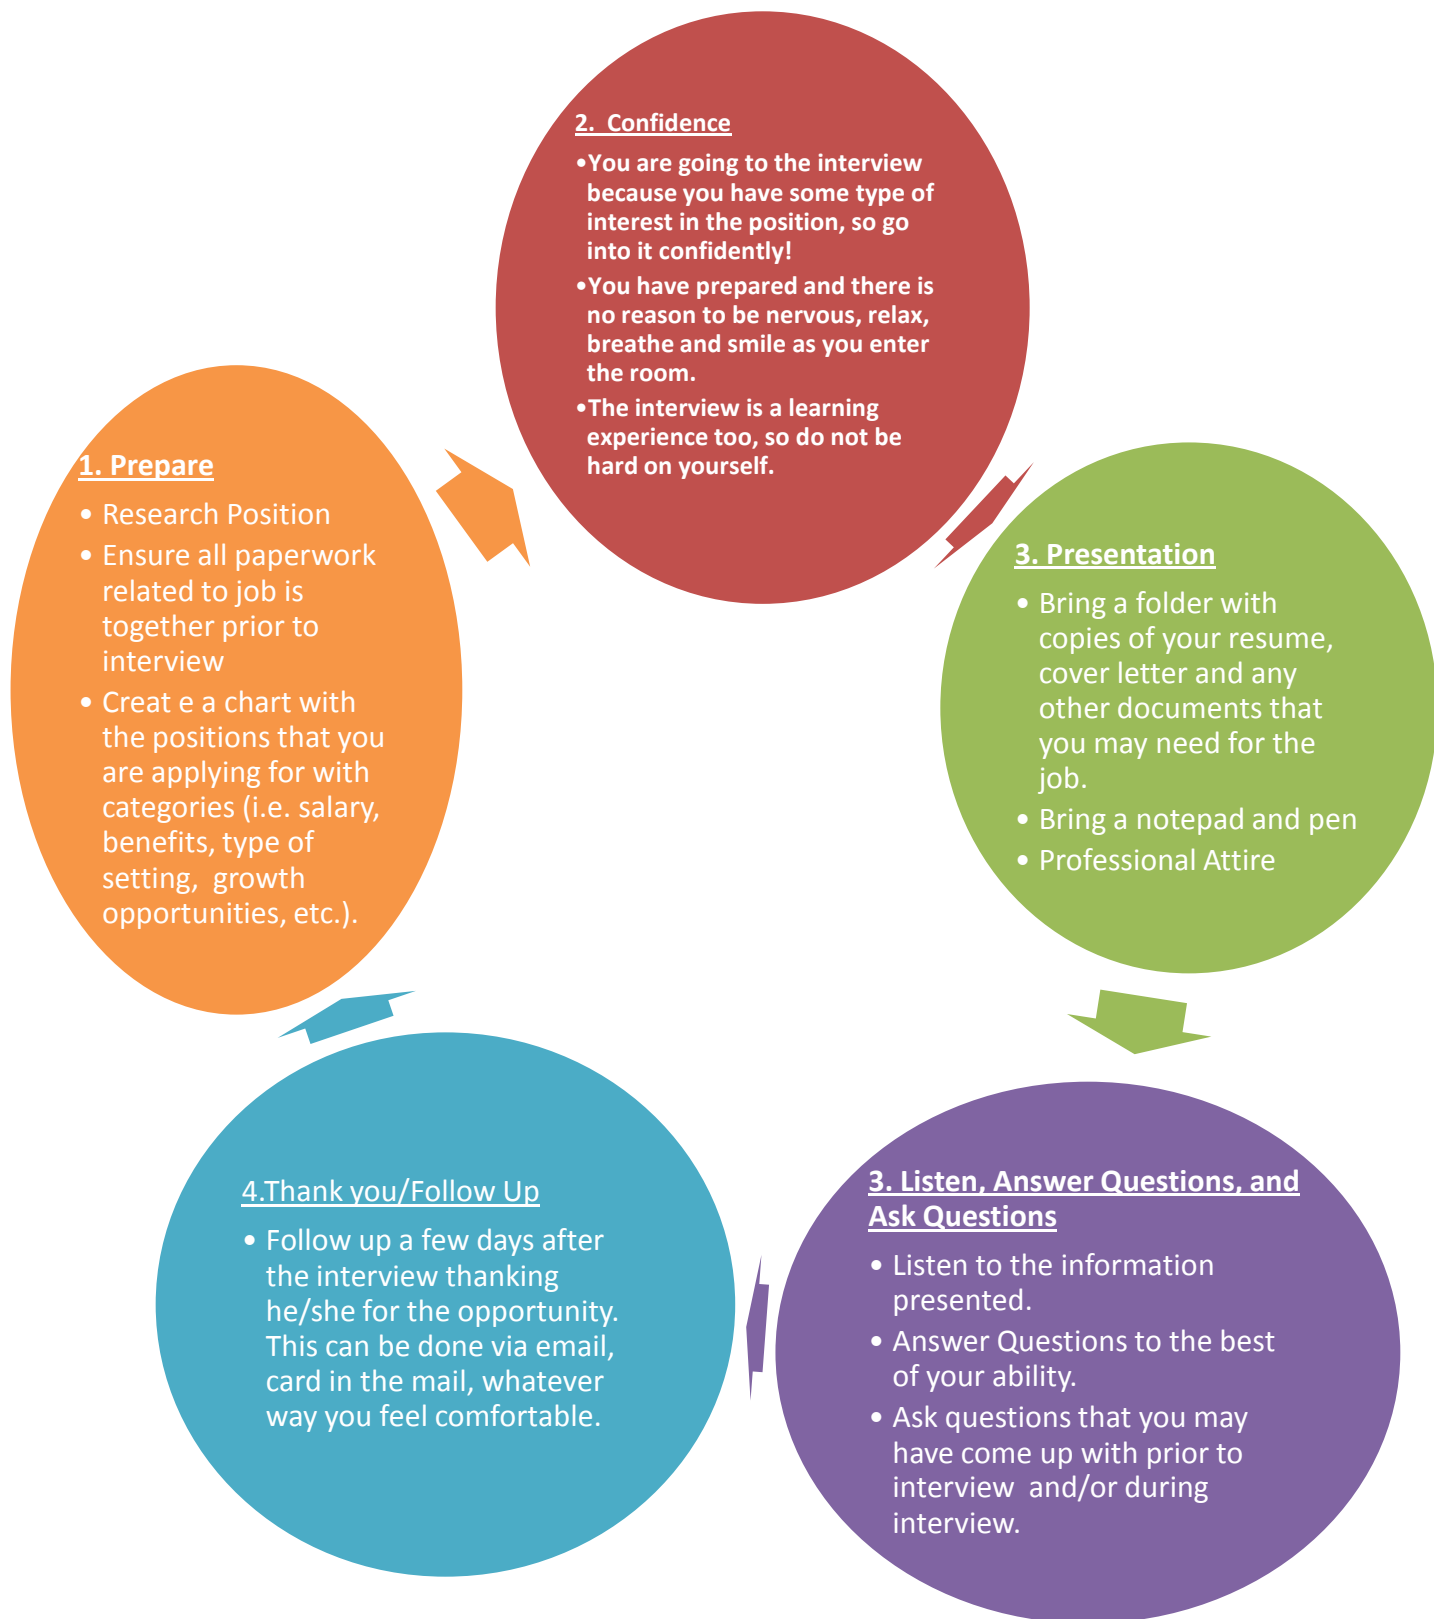 1. Prepare
• Research Position
• Ensure all paperwork
related to job is
together prior to
interview
• Creat e a chart with
the positions that you
are applying for with
categories (i.e. salary,
benefits, type of
setting,  growth
opportunities, etc.).
2.  Confidence
•You are going to the interview
because you have some type of
interest in the position, so go
into it confidently!
•You have prepared and there is
no reason to be nervous, relax,
breathe and smile as you enter
the room.
•The interview is a learning
experience too, so do not be
hard on yourself.
3. Presentation
• Bring a folder with
copies of your resume,
cover letter and any
other documents that
you may need for the
job.
• Bring a notepad and pen
• Professional Attire
3. Listen, Answer Questions, and
Ask Questions
• Listen to the information
presented.
• Answer Questions to the best
of your ability.
• Ask questions that you may
have come up with prior to
interview  and/or during
interview.
4.Thank you/Follow Up
• Follow up a few days after
the interview thanking
he/she for the opportunity.
This can be done via email,
card in the mail, whatever
way you feel comfortable.